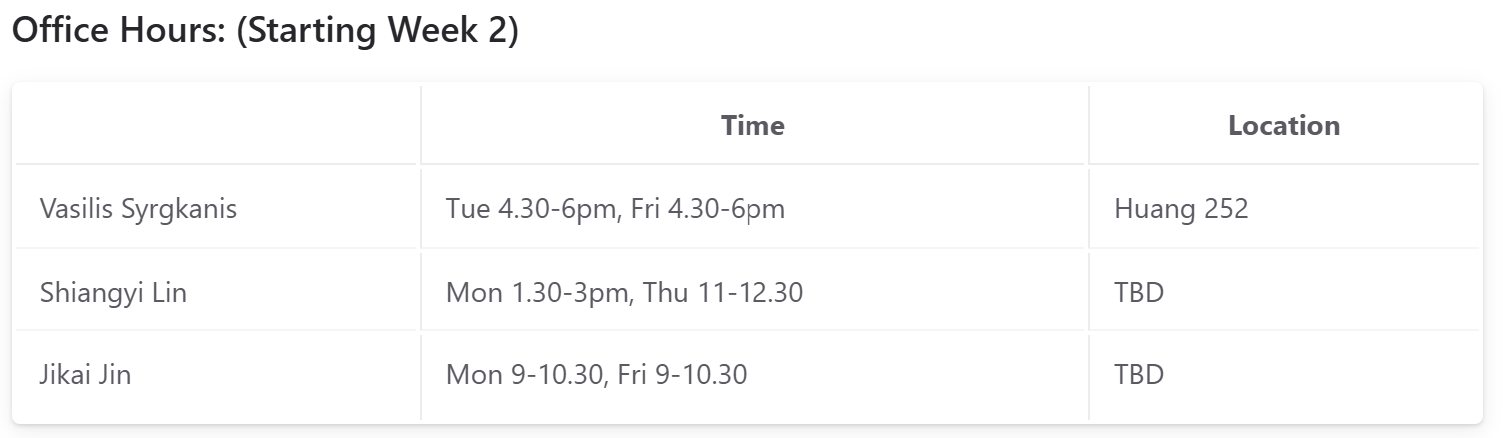 Office Hours: (Starting Week 2)
Time Location
Vasilis Syrgkanis Tue 4.30-6pm, Fri 4.30-6pm Huang 252
Shiangyi Lin Mon 1.30-3pm, Thu 11-12.30 TBD
Jikai Jin Mon 9-10.30, Fri 9-10.30 TBD